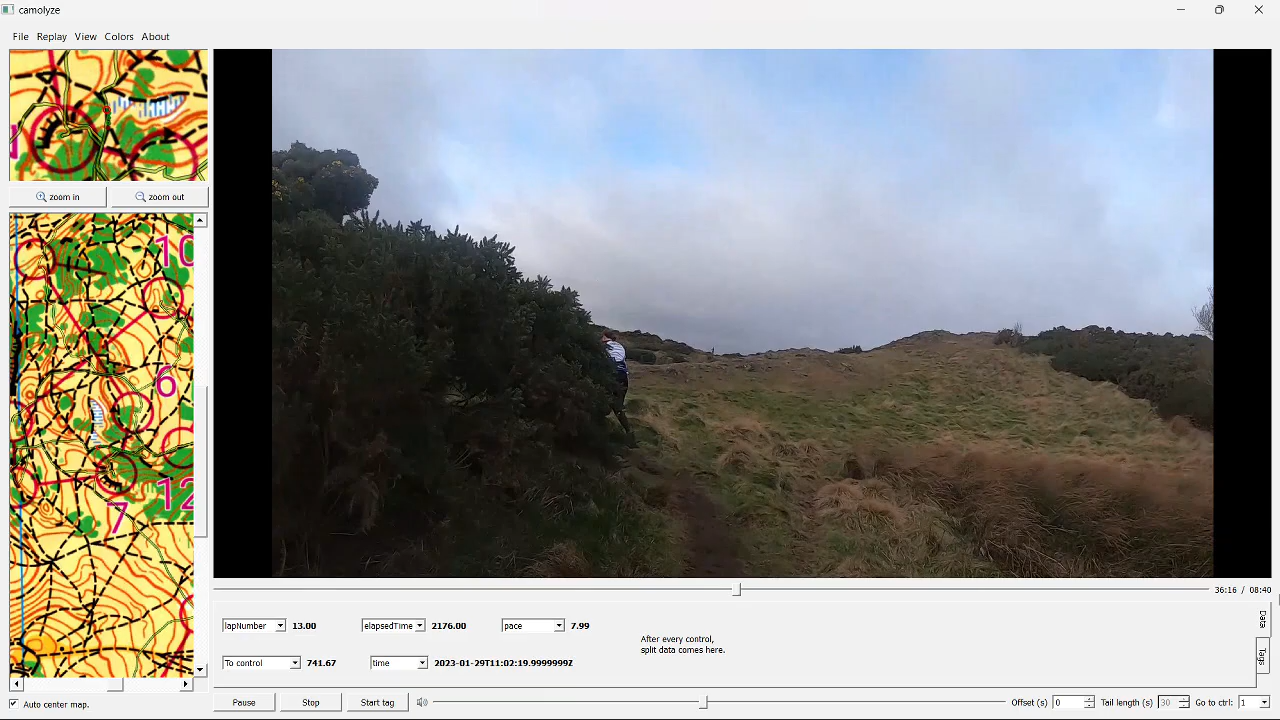 camolyze
File Replay View Colors About
zoom in zoom out
10
6
12
7
36:16 / 08:40
lapNumber 13.00 elapsedTime 2176.00 pace 7.99
Data
After every control,
split data comes here.
To control 741.67 time 2023-01-29T11:02:19.9999999Z
Tags
Auto center map.
Pause Stop Start tag Offset (s) 0 Tail length (s) 30 Go to ctrl: 1